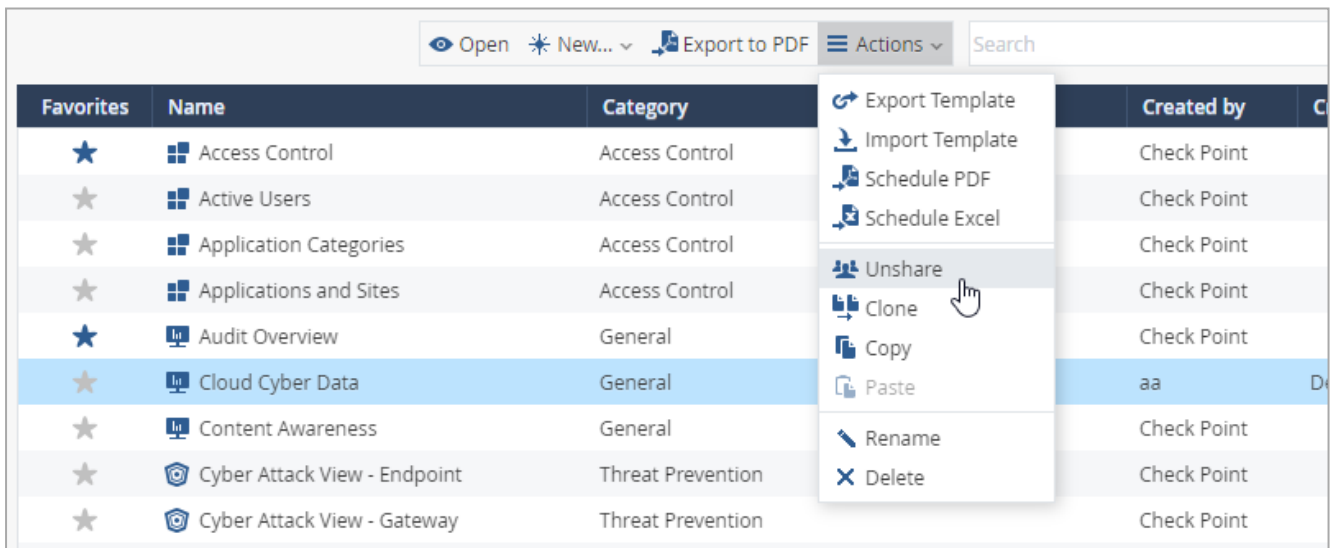 Open New... Export to PDF Actions Search
Favorites Name Category Created by
Access Control Access Control Check Point
Active Users Access Control Check Point
Application Categories Access Control Check Point
Applications and Sites Access Control Check Point
Audit Overview General Check Point
Cloud Cyber Data General aa
Content Awareness General Check Point
Cyber Attack View - Endpoint Threat Prevention Check Point
Cyber Attack View - Gateway Threat Prevention Check Point
Export Template
Import Template
Schedule PDF
Schedule Excel
Unshare
Clone
Copy
Paste
Rename
Delete